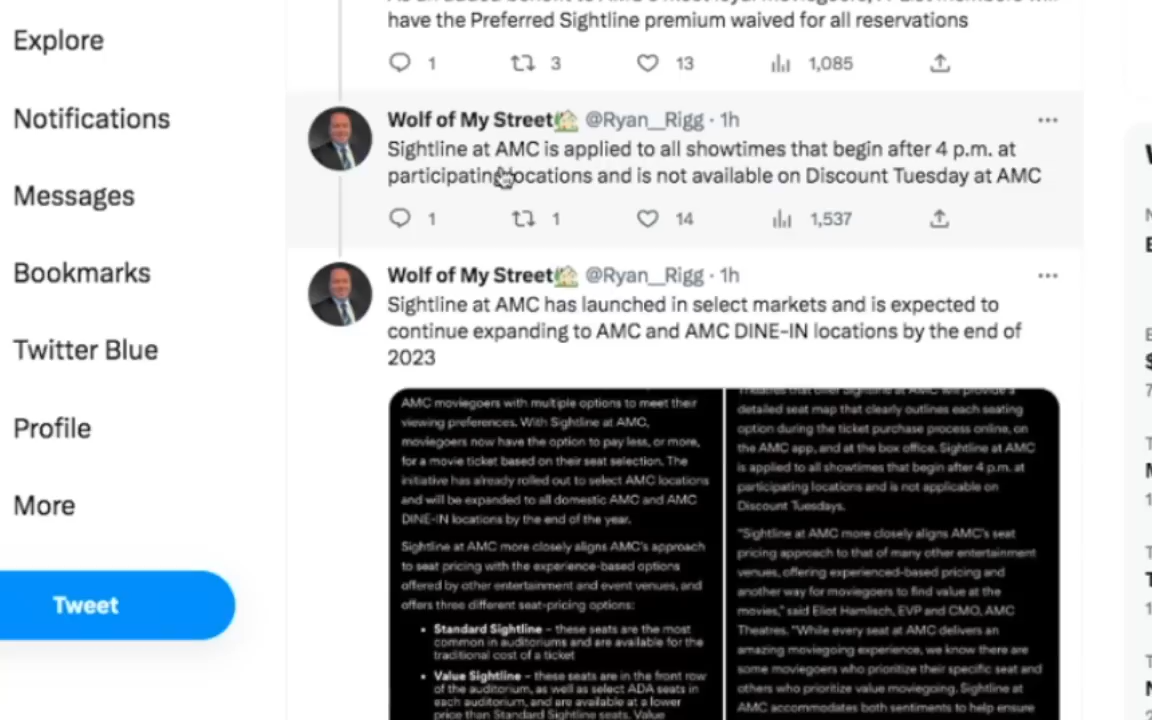 Explore
Notifications
Messages
Bookmarks
Twitter Blue
Profile
More
Tweet
have the Preferred Sightline premium waived for all reservations
1 3 13 1,085
Wolf of My Street @Ryan__Rigg · 1h
Sightline at AMC is applied to all showtimes that begin after 4 p.m. at
participating locations and is not available on Discount Tuesday at AMC
1 1 14 1,537
Wolf of My Street @Ryan__Rigg · 1h
Sightline at AMC has launched in select markets and is expected to
continue expanding to AMC and AMC DINE-IN locations by the end of
2023
AMC moviegoers with multiple options to meet their
viewing preferences. With Sightline at AMC,
moviegoers now have the option to pay less, or more,
for a movie ticket based on their seat selection. The
initiative has already rolled out to select AMC locations
and will be expanded to all domestic AMC and AMC
DINE-IN locations by the end of the year.
Sightline at AMC more closely aligns AMC's approach
to seat pricing with the experience-based options
offered by other entertainment and event venues, and
offers three different seat-pricing options:
• Standard Sightline – these seats are the most
common in auditoriums and are available for the
traditional cost of a ticket
• Value Sightline – these seats are in the front row
of the auditorium, as well as select ADA seats in
each auditorium, and are available at a lower
price than Standard Sightline seats. Value
Theatres that offer Sightline at AMC will provide a
detailed seat map that clearly outlines each seating
option during the ticket purchase process online, on
the AMC app, and at the box office. Sightline at AMC
is applied to all showtimes that begin after 4 p.m. at
participating locations and is not applicable on
Discount Tuesdays.
"Sightline at AMC more closely aligns AMC's seat
pricing approach to that of many other entertainment
venues, offering experienced-based pricing and
another way for moviegoers to find value at the
movies," said Eliot Hamlisch, EVP and CMO, AMC
Theatres. "While every seat at AMC delivers an
amazing moviegoing experience, we know there are
some moviegoers who prioritize their specific seat and
others who prioritize value moviegoing. Sightline at
AMC accommodates both sentiments to help ensure